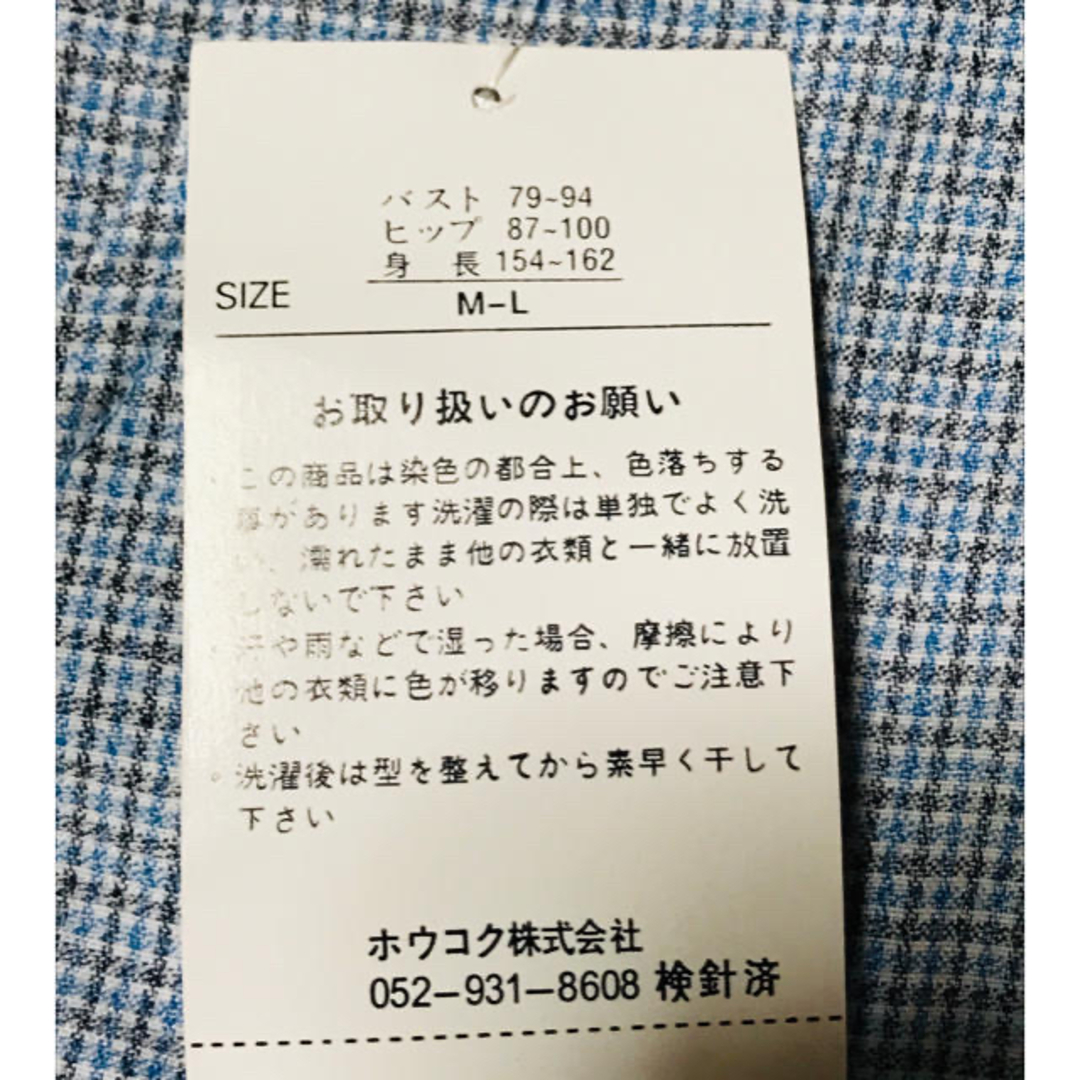 バスト 79~94
ヒップ 87~100
身 長 154~162
SIZE M-L
お取り扱いのお願い
・この商品は染色の都合上、色落ちする
事があります洗濯の際は単独でよく洗
い、濡れたまま他の衣類と一緒に放置
しないで下さい
・汗や雨などで湿った場合、摩擦により
他の衣類に色が移りますのでご注意下
さい
・洗濯後は型を整えてから素早く干して
下さい
ホウコク株式会社
052-931-8608 検針済